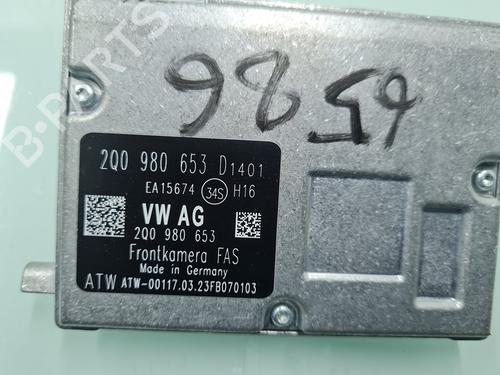 9859
2Q0 980 653 D1401
EA15674 34S H16
VW AG
2Q0 980 653
Frontkamera FAS
Made in Germany
ATW ATW-00117.03.23FB070103
B-PARTS